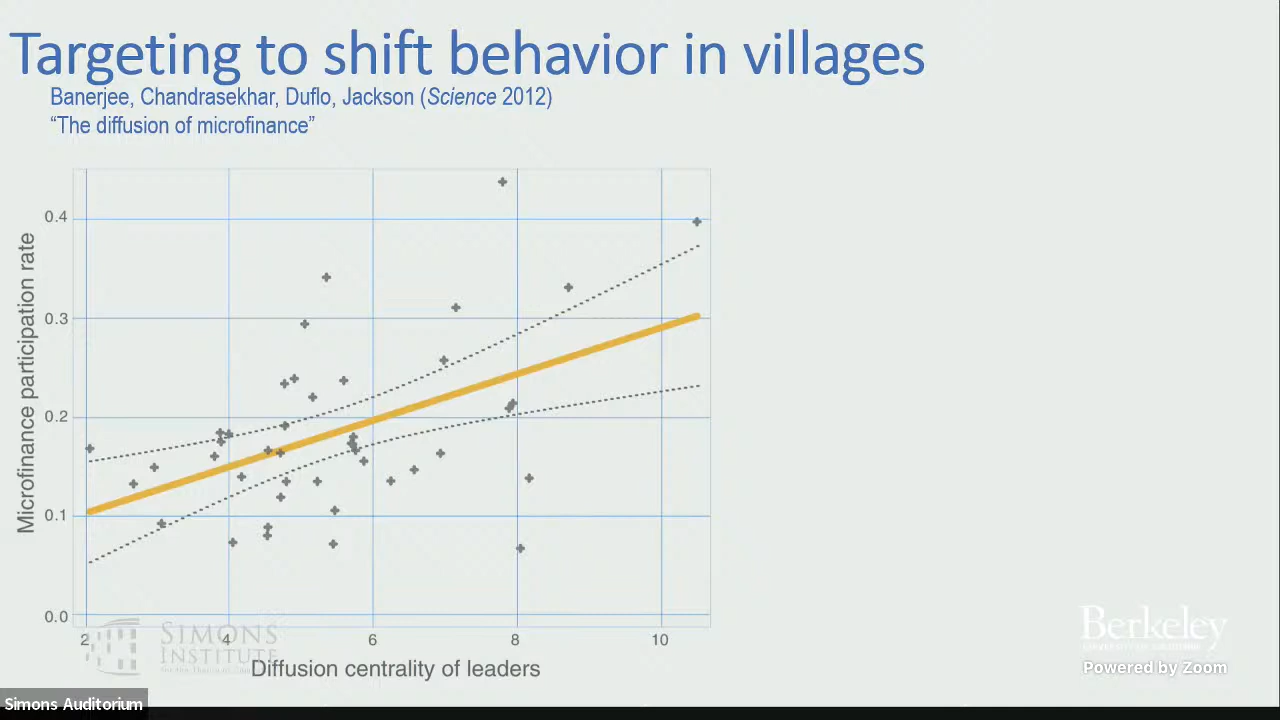 Targeting to shift behavior in villages
Banerjee, Chandrasekhar, Duflo, Jackson (Science 2012)
“The diffusion of microfinance”
Microfinance participation rate
0.4
0.3
0.2
0.1
0.0
2 4 6 8 10
Diffusion centrality of leaders
SIMONS
INSTITUTE
Berkeley
Powered by Zoom
Simons Auditorium